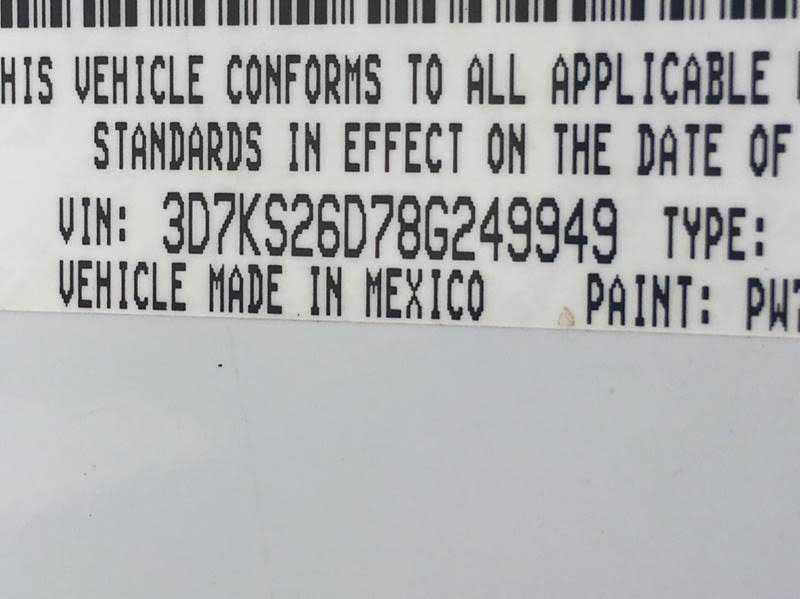 HIS VEHICLE CONFORMS TO ALL APPLICABLE
STANDARDS IN EFFECT ON THE DATE OF
VIN: 3D7KS26D78G249949 TYPE:
VEHICLE MADE IN MEXICO PAINT: PW7